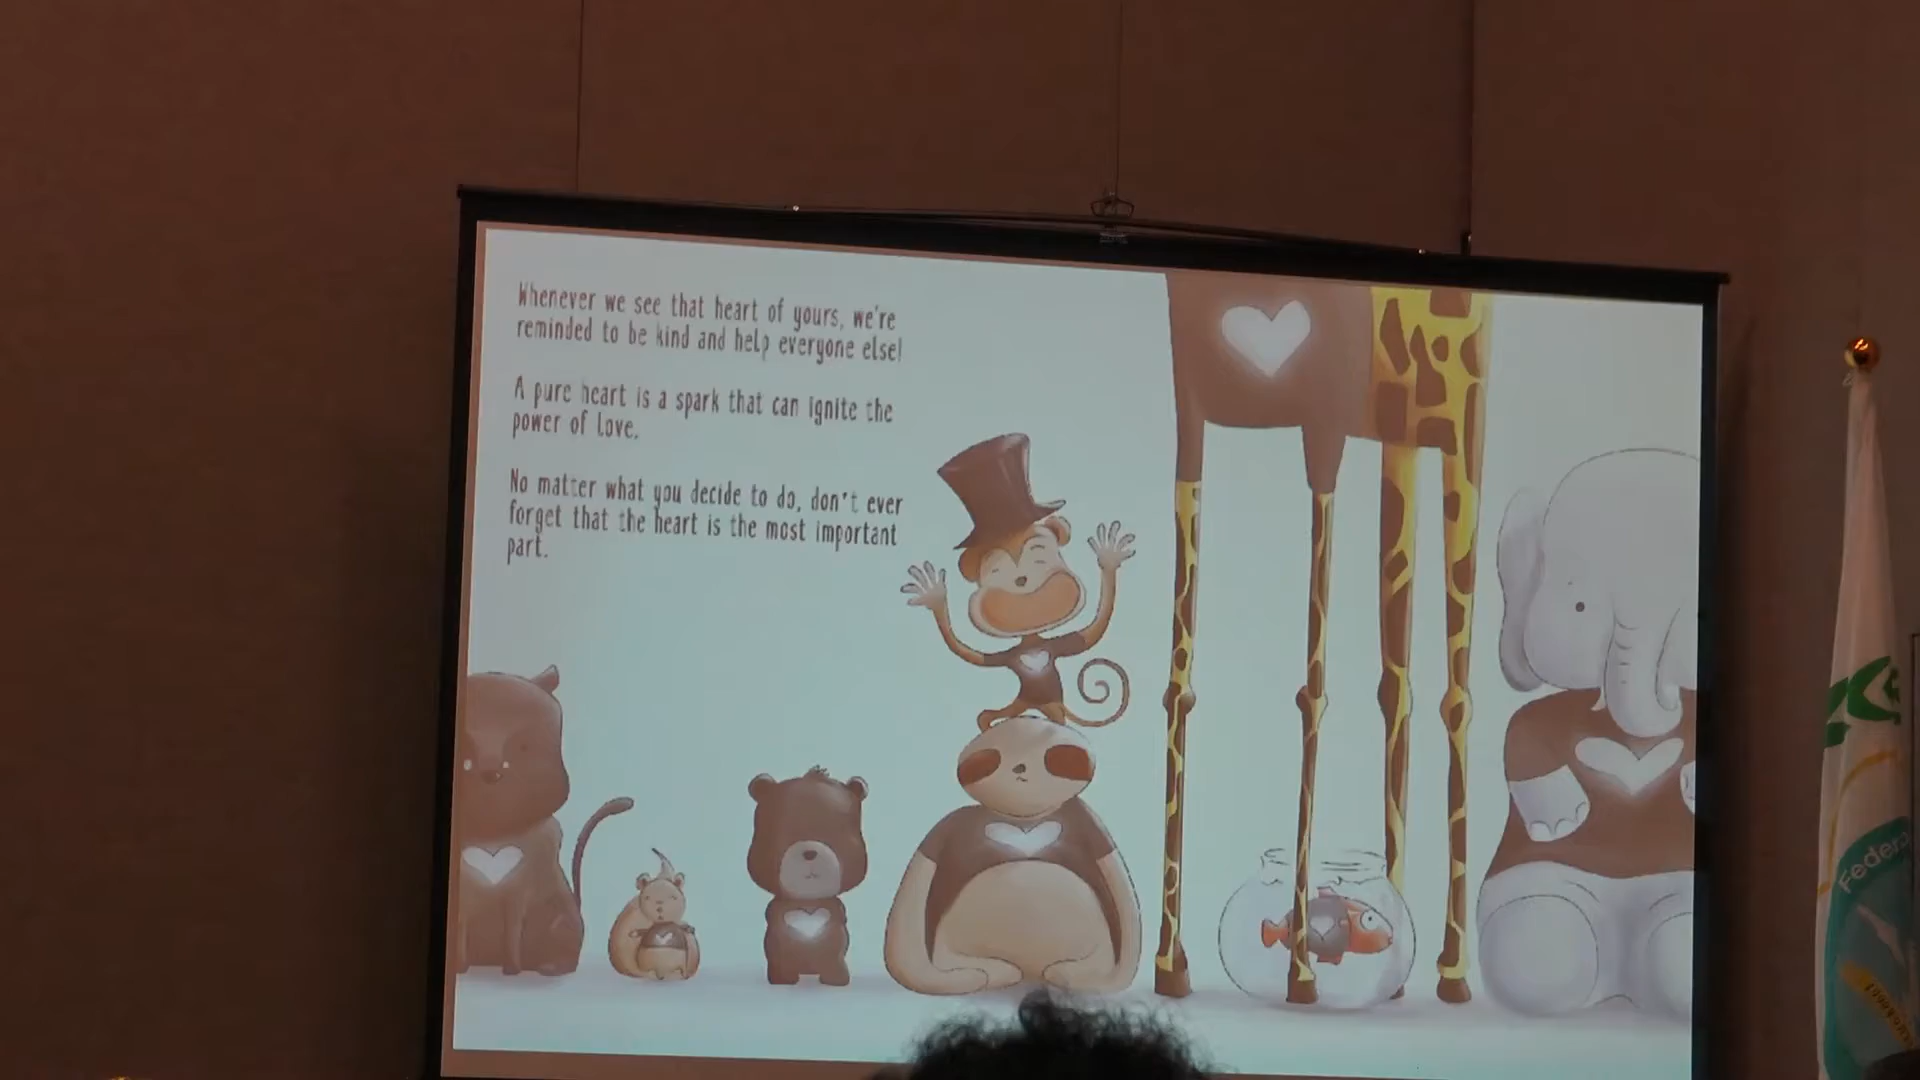 Whenever we see that heart of yours, we're
reminded to be kind and help everyone else!
A pure heart is a spark that can ignite the
power of love.
No matter what you decide to do, don't ever
forget that the heart is the most important
part.